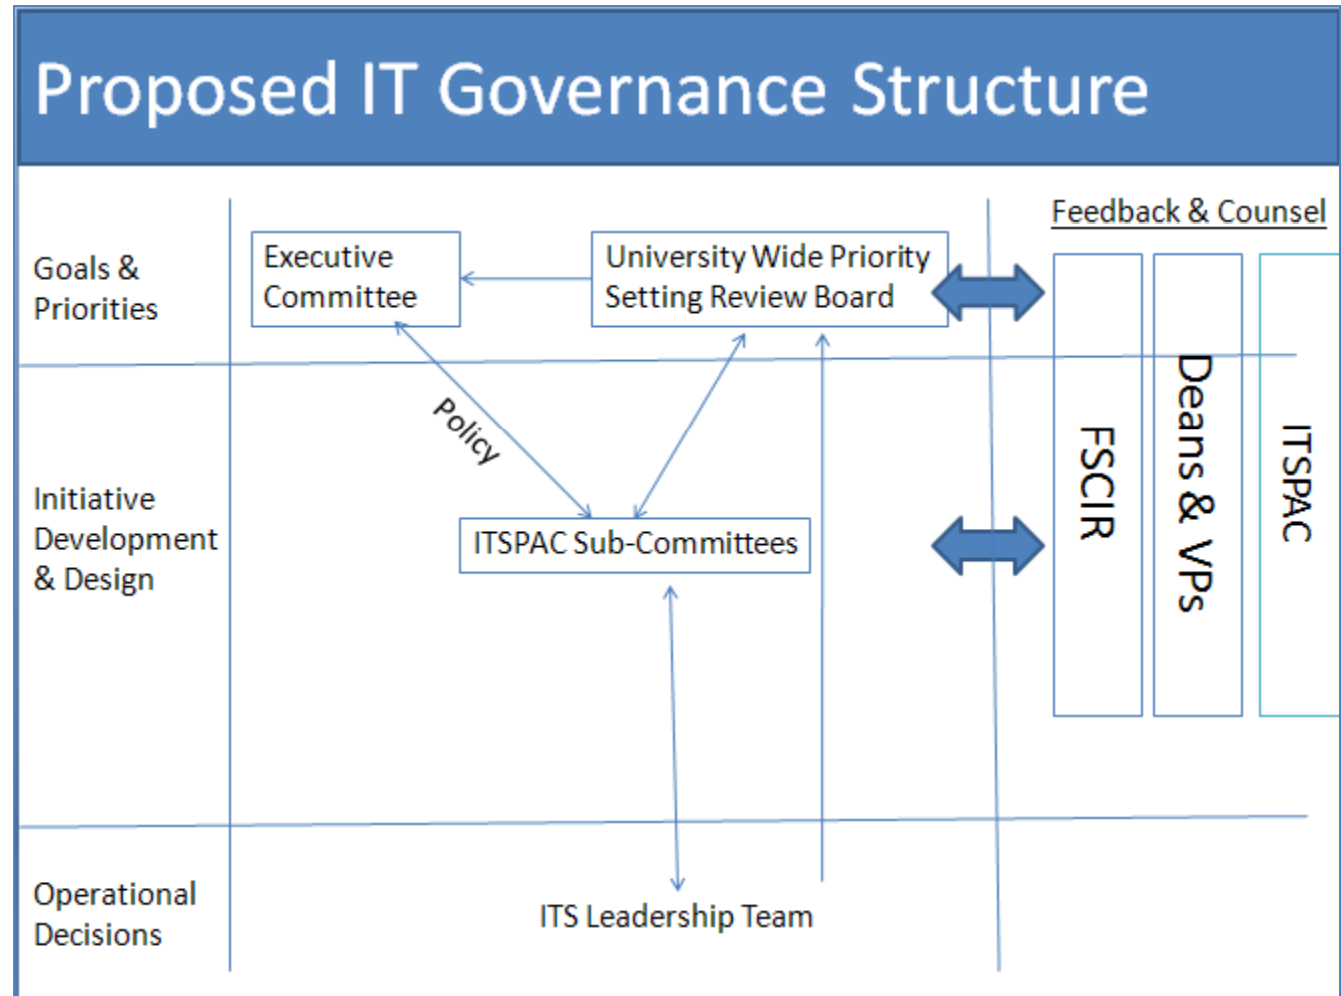 Proposed IT Governance Structure
Feedback & Counsel
Goals &
Priorities
Executive
Committee
University Wide Priority
Setting Review Board
Policy
Initiative
Development
& Design
ITSPAC Sub-Committees
FSCIR
Deans & VPs
ITSPAC
Operational
Decisions
ITS Leadership Team